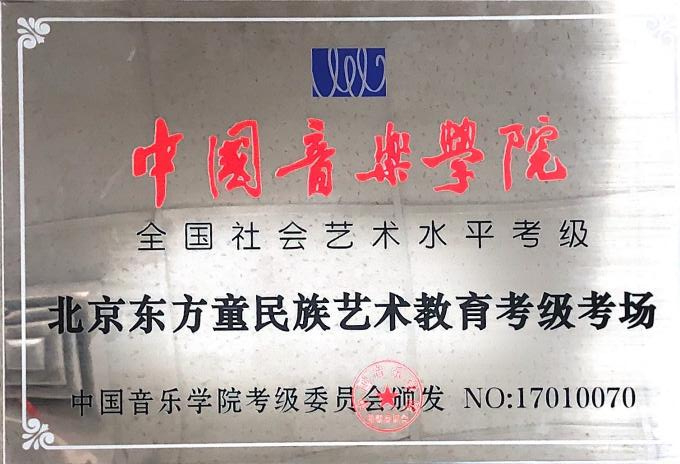 中国音樂學院
全国社会艺术水平考级
北京东方童民族艺术教育考级考场
中国音乐学院考级委员会颁发 NO:17010070